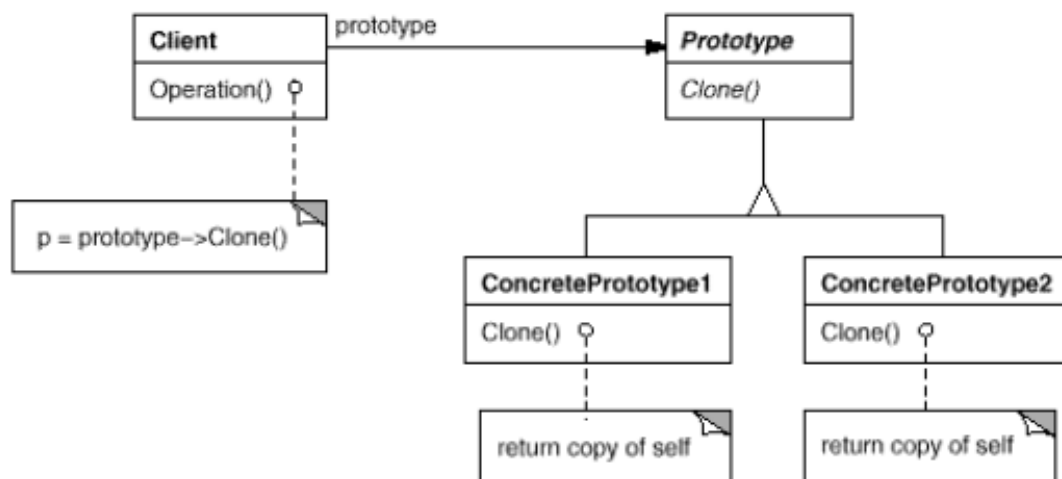 Client
Operation()
prototype
Prototype
Clone()
p = prototype->Clone()
ConcretePrototype1
Clone()
return copy of self
ConcretePrototype2
Clone()
return copy of self